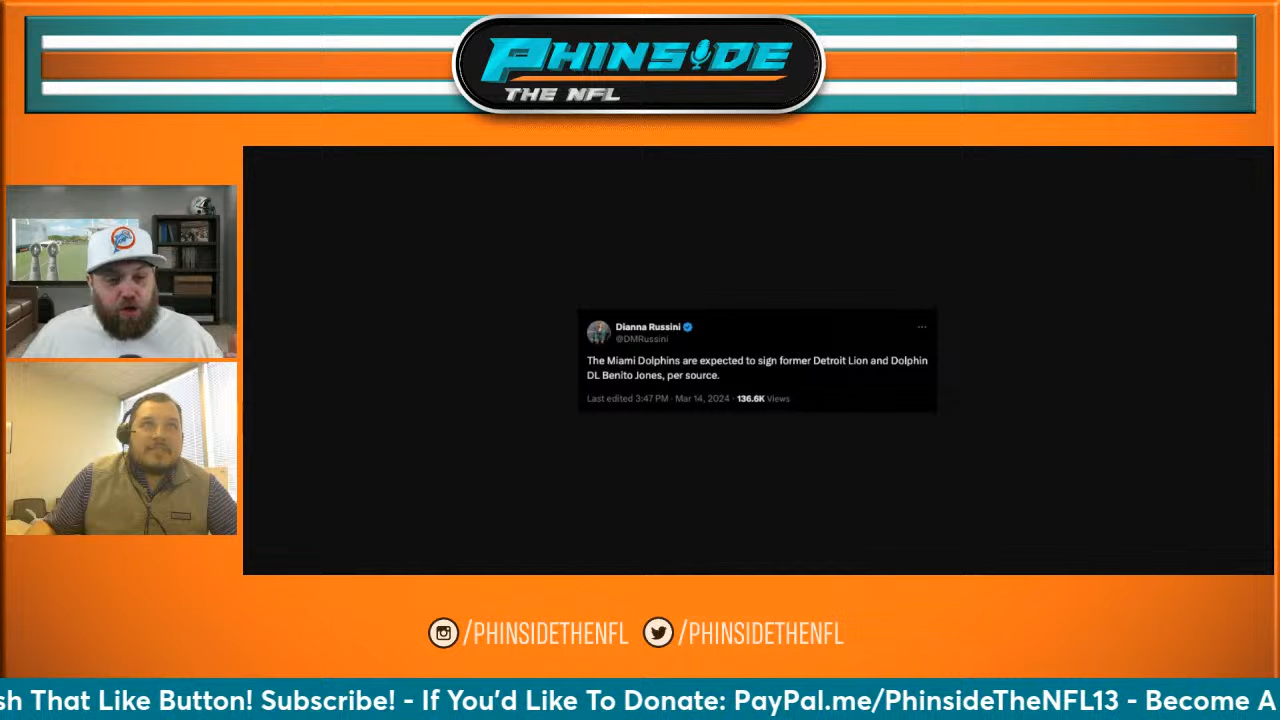 PHINSIDE
THE NFL
Dianna Russini
@DMRussini
The Miami Dolphins are expected to sign former Detroit Lion and Dolphin
DL Benito Jones, per source.
Last edited 3:47 PM · Mar 14, 2024 · 136.6K Views
/PHINSIDETHENFL /PHINSIDETHENFL
sh That Like Button! Subscribe! - If You'd Like To Donate: PayPal.me/PhinsideTheNFL13 - Become A